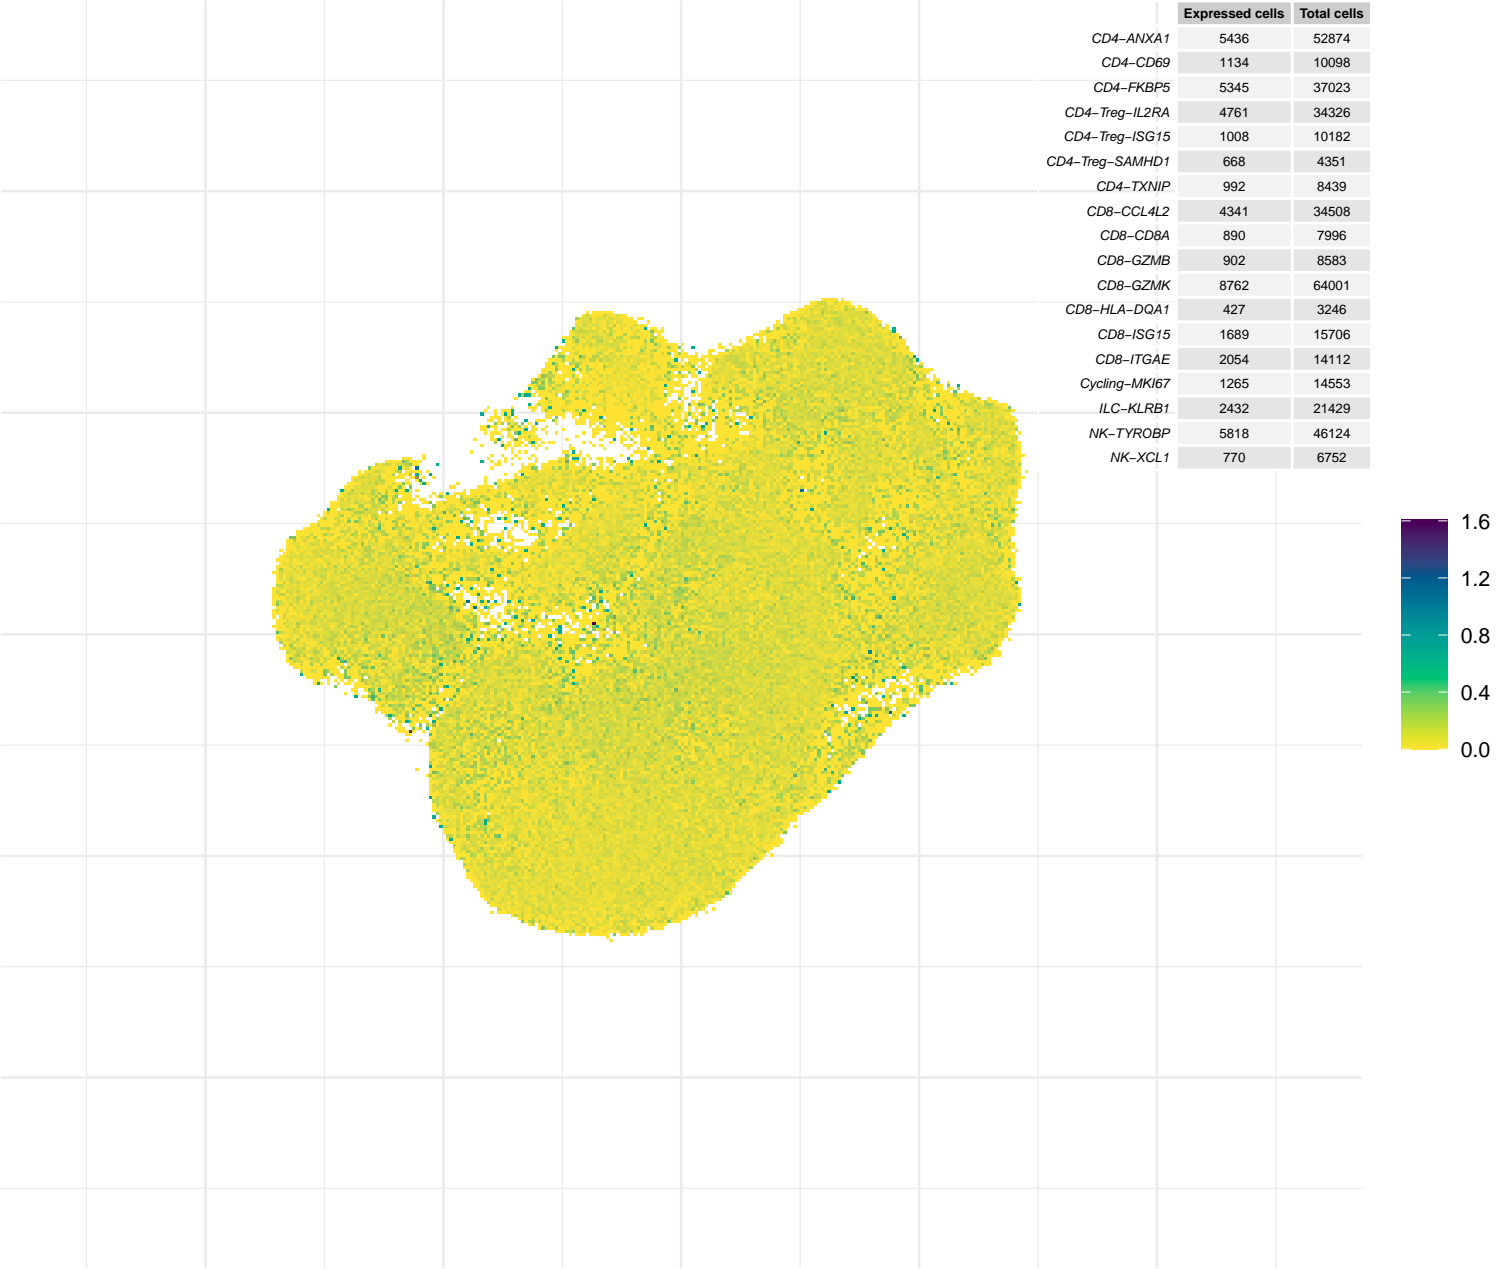 Expressed cells Total cells
CD4−ANXA1 5436 52874
CD4−CD69 1134 10098
CD4−FKBP5 5345 37023
CD4−Treg−IL2RA 4761 34326
CD4−Treg−ISG15 1008 10182
CD4−Treg−SAMHD1 668 4351
CD4−TXNIP 992 8439
CD8−CCL4L2 4341 34508
CD8−CD8A 890 7996
CD8−GZMB 902 8583
CD8−GZMK 8762 64001
CD8−HLA−DQA1 427 3246
CD8−ISG15 1689 15706
CD8−ITGAE 2054 14112
Cycling−MKI67 1265 14553
ILC−KLRB1 2432 21429
NK−TYROBP 5818 46124
NK−XCL1 770 6752
1.6
1.2
0.8
0.4
0.0